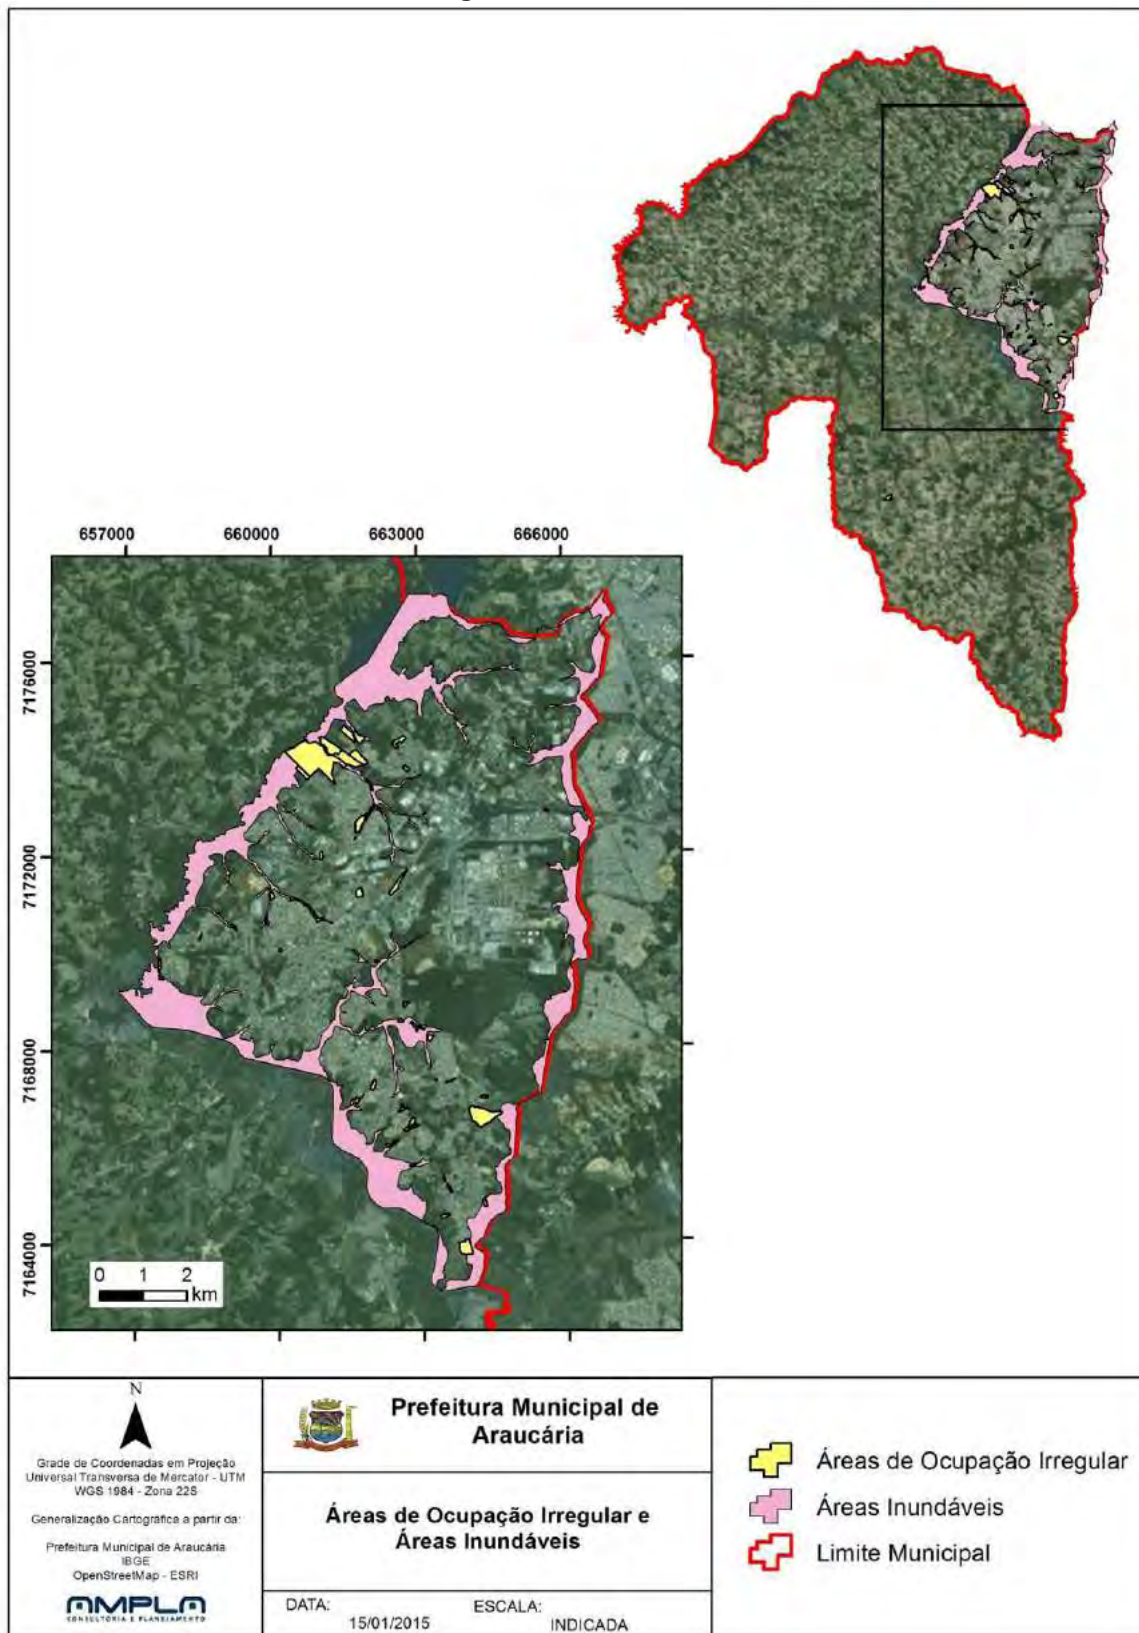 657000
660000
663000
666000
7176000
7172000
7168000
7164000
0 1 2
km
N
Grade de Coordenadas em Projeção
Universal Transversa de Mercator - UTM
WGS 1984 - Zona 22S
Generalização Cartográfica a partir da:
Prefeitura Municipal de Araucária
IBGE
OpenStreetMap - ESRI
AMPLA
CONSULTORIA E PLANEJAMENTO
Prefeitura Municipal de
Araucária
Áreas de Ocupação Irregular e
Áreas Inundáveis
DATA:
15/01/2015
ESCALA:
INDICADA
Áreas de Ocupação Irregular
Áreas Inundáveis
Limite Municipal